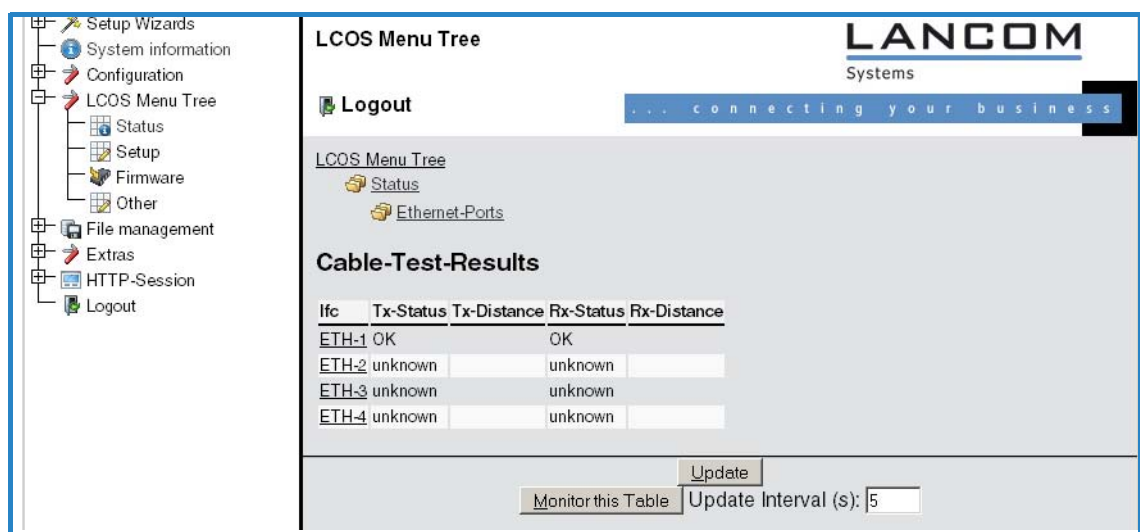 Setup Wizards
System information
Configuration
LCOS Menu Tree
Status
Setup
Firmware
Other
File management
Extras
HTTP-Session
Logout
LCOS Menu Tree
LANCOM
Systems
Logout
... connecting your business
LCOS Menu Tree
Status
Ethernet-Ports
Cable-Test-Results
Ifc Tx-Status Tx-Distance Rx-Status Rx-Distance
ETH-1 OK OK
ETH-2 unknown unknown
ETH-3 unknown unknown
ETH-4 unknown unknown
Update
Monitor this Table Update Interval (s): 5